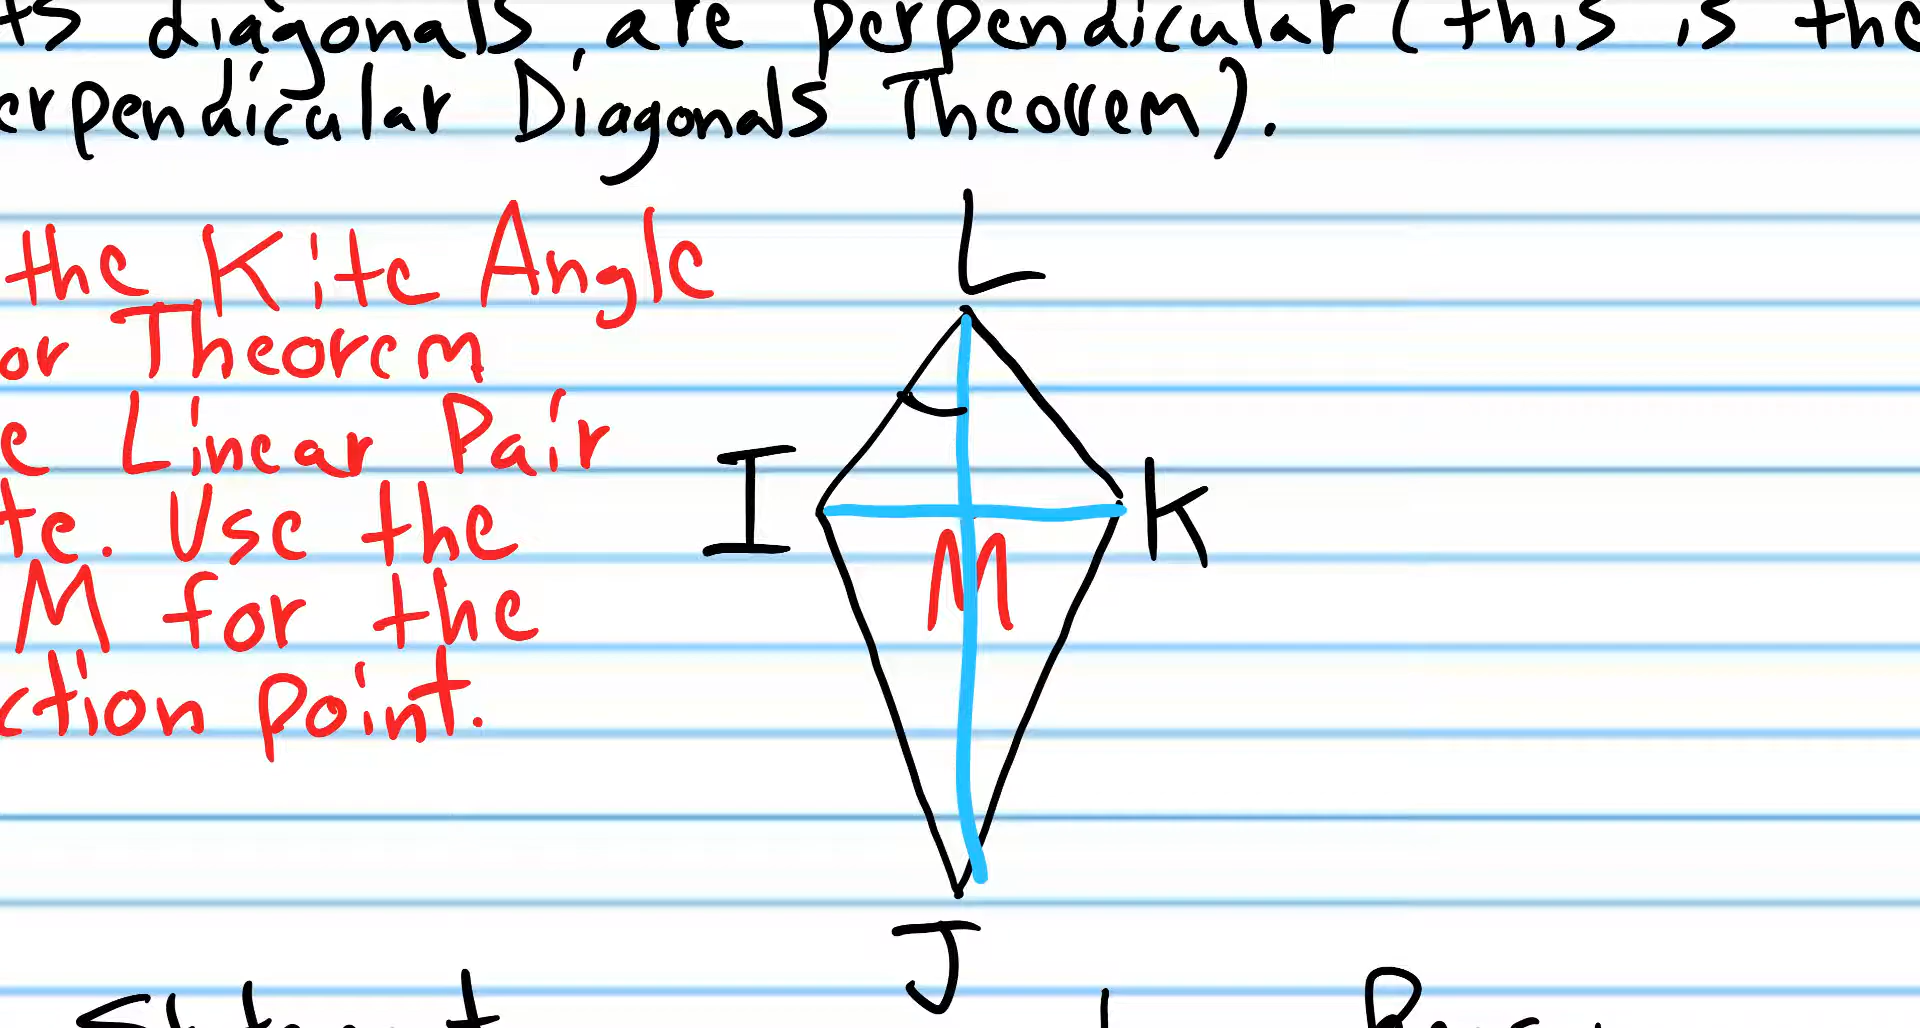 ts diagonals are perpendicular (this is the
erpendicular Diagonals Theorem).
L
the Kite Angle
or Theorem
e Linear Pair
I
K
te. Use the
M
M for the
ction point.
J